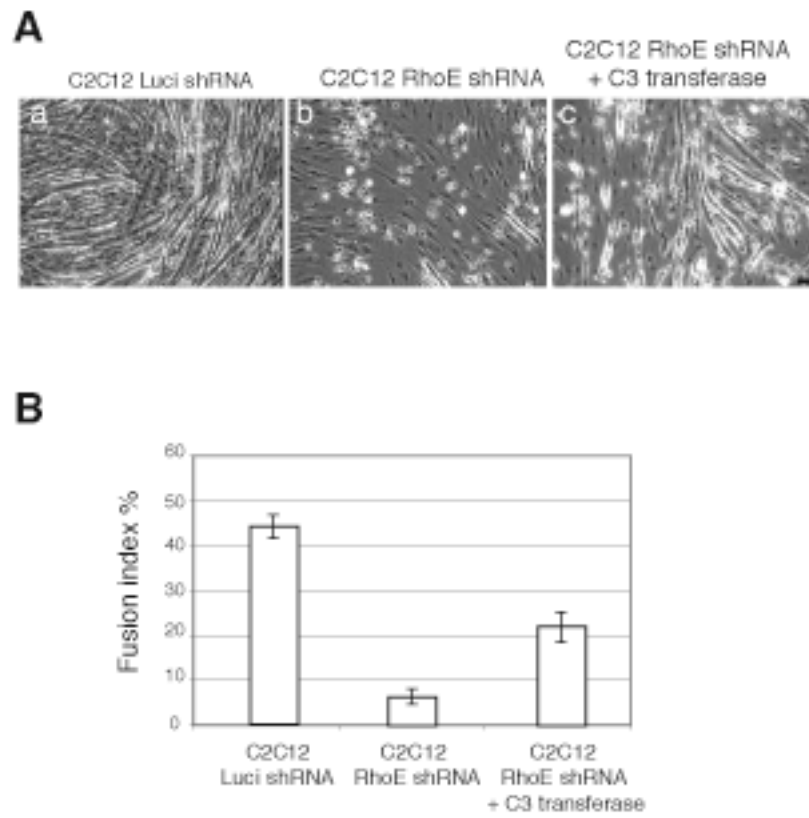 A
C2C12 Luci shRNA
C2C12 RhoE shRNA
C2C12 RhoE shRNA
+ C3 transferase
a
b
c
B
Fusion index %
60
50
40
30
20
10
0
C2C12
Luci shRNA
C2C12
RhoE shRNA
C2C12
RhoE shRNA
+ C3 transferase